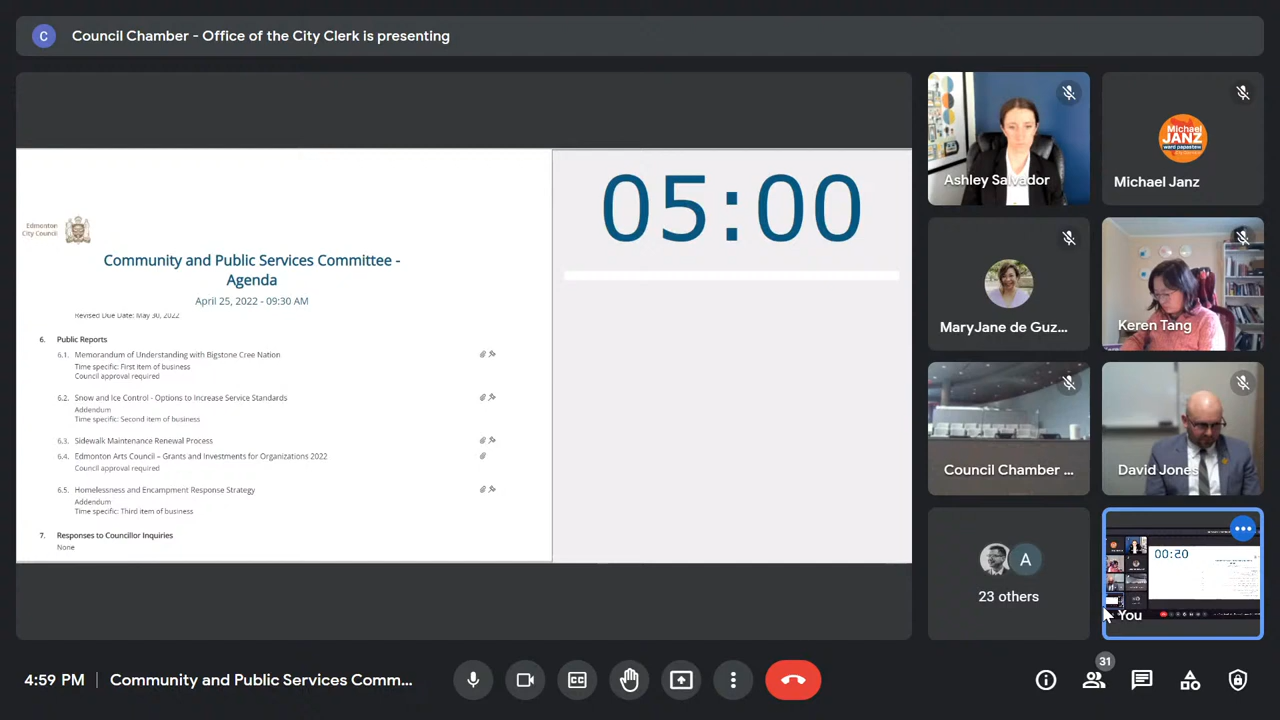 C
Council Chamber - Office of the City Clerk is presenting
Edmonton
City Council
Community and Public Services Committee -
Agenda
April 25, 2022 - 09:30 AM
Revised Due Date: May 30, 2022
6. Public Reports
6.1. Memorandum of Understanding with Bigstone Cree Nation
Time specific: First item of business
Council approval required
6.2. Snow and Ice Control - Options to Increase Service Standards
Addendum
Time specific: Second item of business
6.3. Sidewalk Maintenance Renewal Process
6.4. Edmonton Arts Council – Grants and Investments for Organizations 2022
Council approval required
6.5. Homelessness and Encampment Response Strategy
Addendum
Time specific: Third item of business
7. Responses to Councillor Inquiries
None
05:00
Ashley Salvador
Michael
JANZ
ward papastew
Michael Janz
MaryJane de Guz...
Keren Tang
Council Chamber ...
David Jones
A
23 others
05:00
You
4:59 PM
Community and Public Services Comm...
31